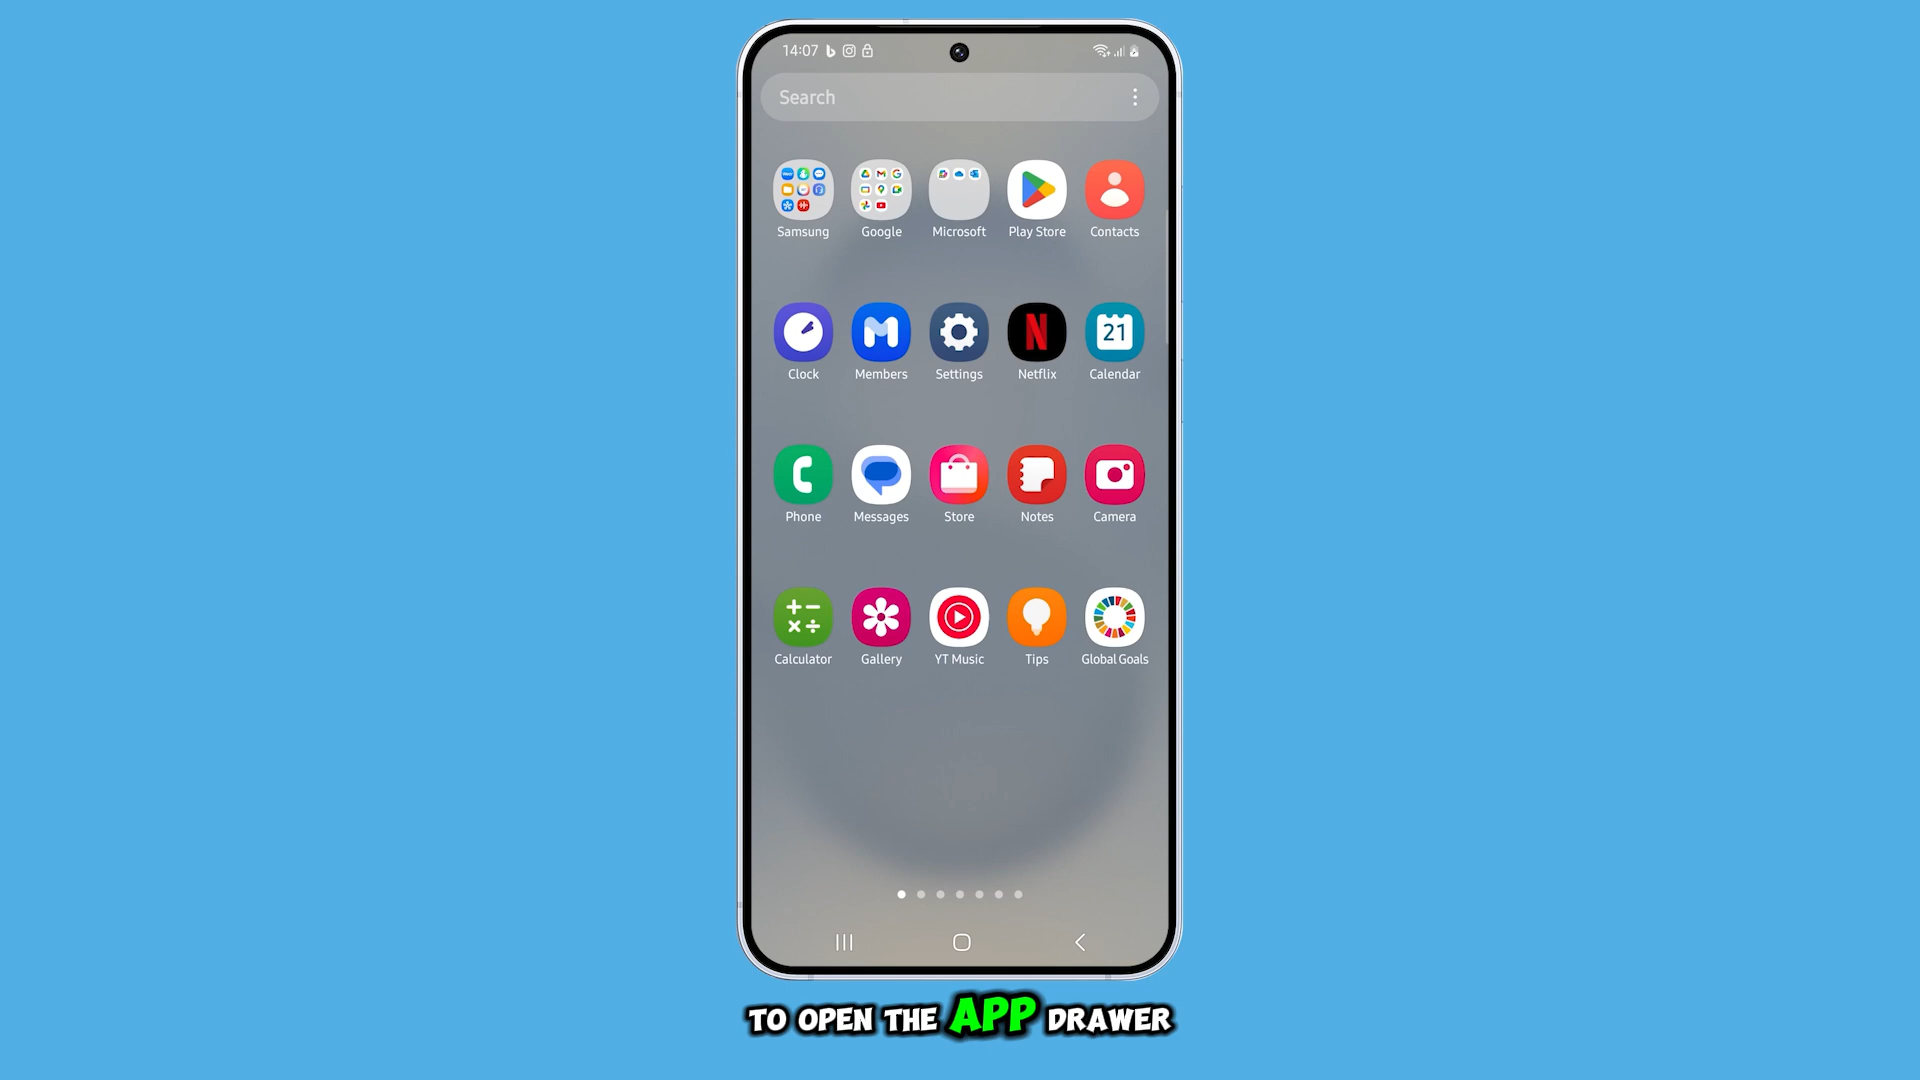 14:07
Search
Samsung Google Microsoft Play Store Contacts
21
Clock Members Settings Netflix Calendar
Phone Messages Store Notes Camera
Calculator Gallery YT Music Tips Global Goals
TO OPEN THE APP DRAWER